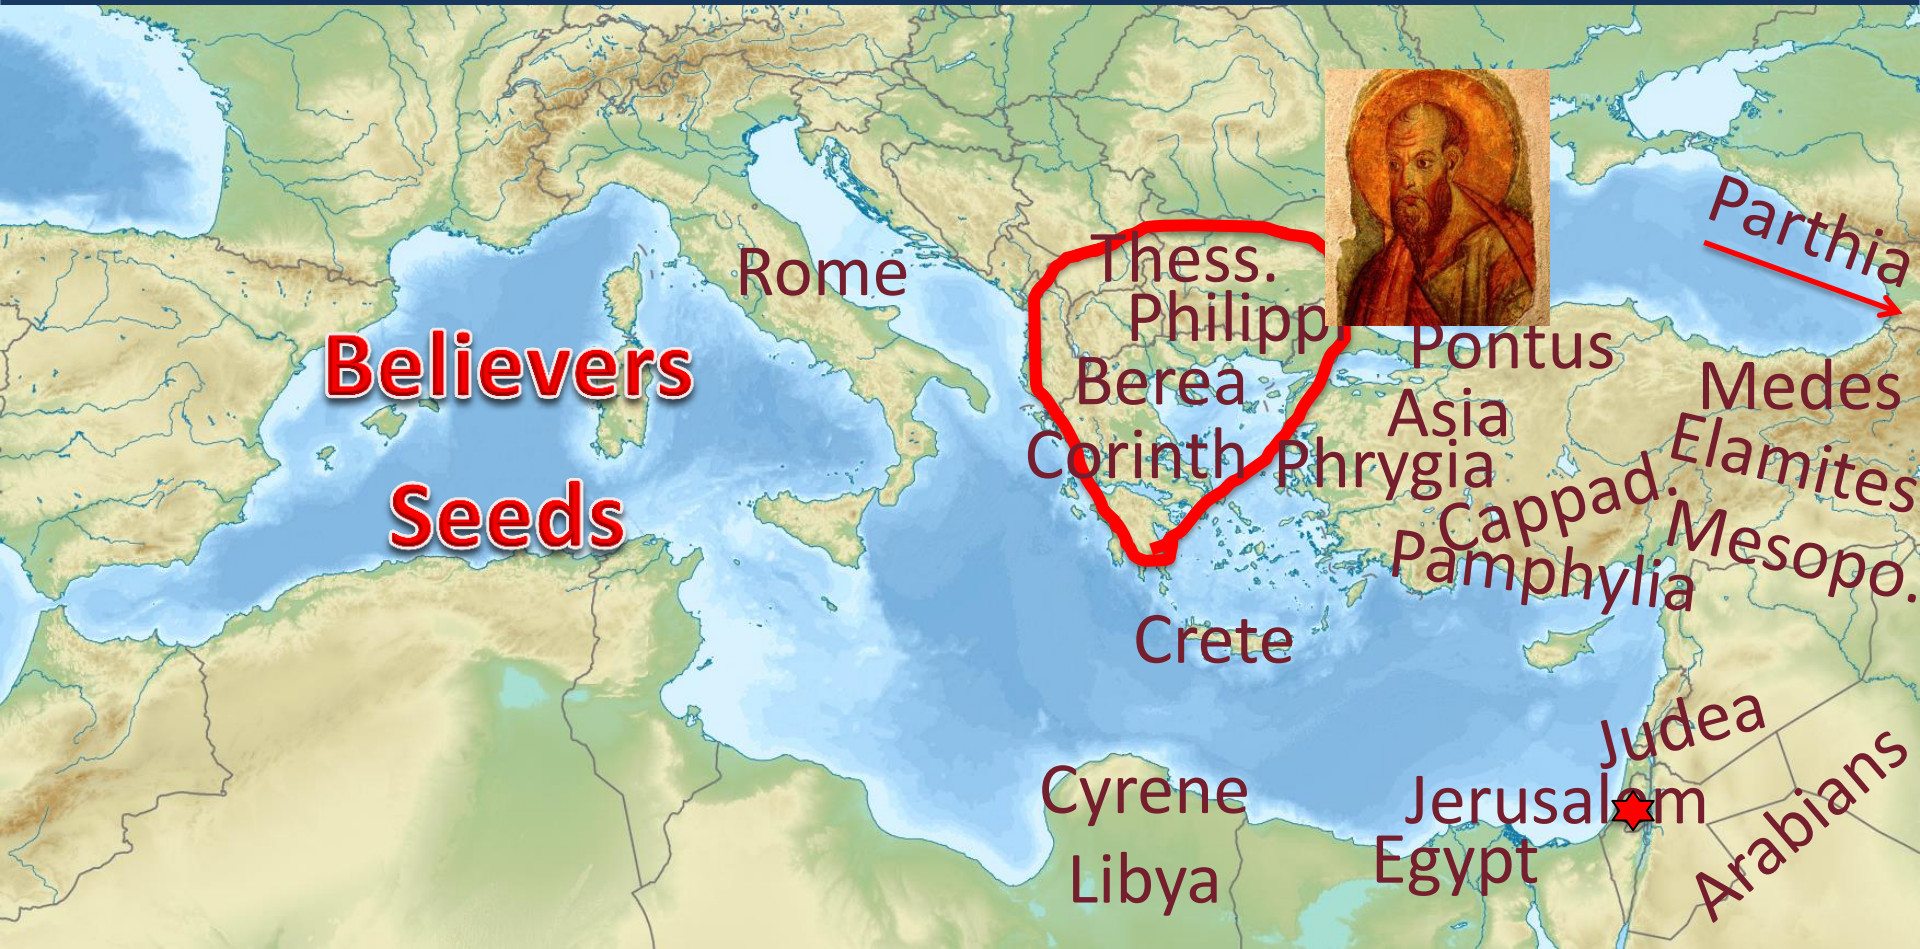 Parthia
Rome
Thess.
Philippi
Pontus
Believers
Berea
Medes
Asia
Corinth
Phrygia
Elamites
Cappad.
Seeds
Mesopo.
Pamphylia
Crete
Judea
Cyrene
Jerusalem
Arabians
Egypt
Libya